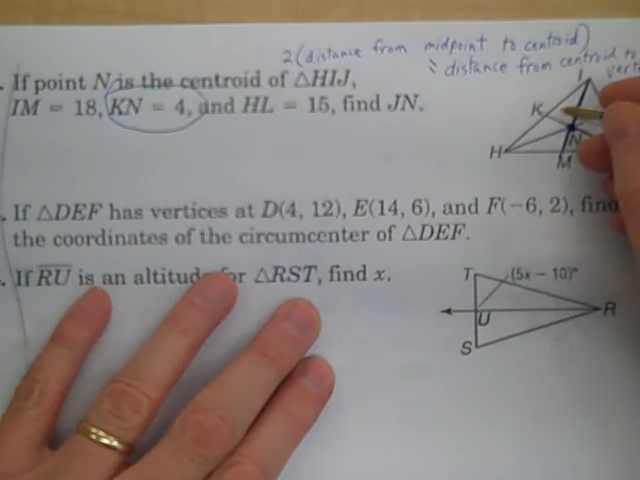 2 (distance from midpoint to centroid)
= distance from centroid to
. If point N is the centroid of △HIJ,
IM = 18, KN = 4, and HL = 15, find JN.
I
K
H
N
M
. If △DEF has vertices at D(4, 12), E(14, 6), and F(−6, 2), find
the coordinates of the circumcenter of △DEF.
. If RU is an altitude for △RST, find x.
T
(5x − 10)°
R
U
S